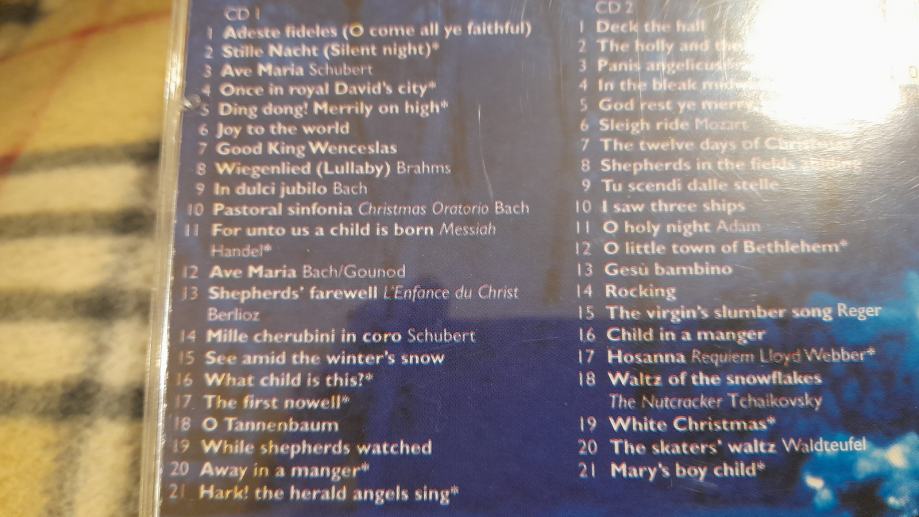 CD 1
1 Adeste fideles (O come all ye faithful)
2 Stille Nacht (Silent night)*
3 Ave Maria Schubert
4 Once in royal David's city*
5 Ding dong! Merrily on high*
6 Joy to the world
7 Good King Wenceslas
8 Wiegenlied (Lullaby) Brahms
9 In dulci jubilo Bach
10 Pastoral sinfonia Christmas Oratorio Bach
11 For unto us a child is born Messiah
Handel*
12 Ave Maria Bach/Gounod
13 Shepherds' farewell L'Enfance du Christ
Berlioz
14 Mille cherubini in coro Schubert
15 See amid the winter's snow
16 What child is this?*
17 The first nowell*
18 O Tannenbaum
19 While shepherds watched
20 Away in a manger*
21 Hark! the herald angels sing*
CD 2
1 Deck the hall
2 The holly and the
3 Panis angelicus
4 In the bleak
5 God rest ye merry
6 Sleigh ride Mozart
7 The twelve days of Christmas
8 Shepherds in the fields abiding
9 Tu scendi dalle stelle
10 I saw three ships
11 O holy night Adam
12 O little town of Bethlehem*
13 Gesù bambino
14 Rocking
15 The virgin's slumber song Reger
16 Child in a manger
17 Hosanna Requiem Lloyd Webber*
18 Waltz of the snowflakes
The Nutcracker Tchaikovsky
19 White Christmas*
20 The skaters' waltz Waldteufel
21 Mary's boy child*